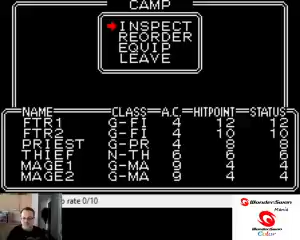 CAMP
INSPECT
REORDER
EQUIP
LEAVE
NAME CLASS A.C. HITPOINT STATUS
FTR1 G-FI 4 12 12
FTR2 G-FI 4 10 10
PRIEST G-PR 4 8 8
THIEF N-TH 6 6 6
MAGE1 G-MA 9 4 4
MAGE2 G-MA 9 4 4
rate 0/10
WonderSwan
Mania
WonderSwan
Color